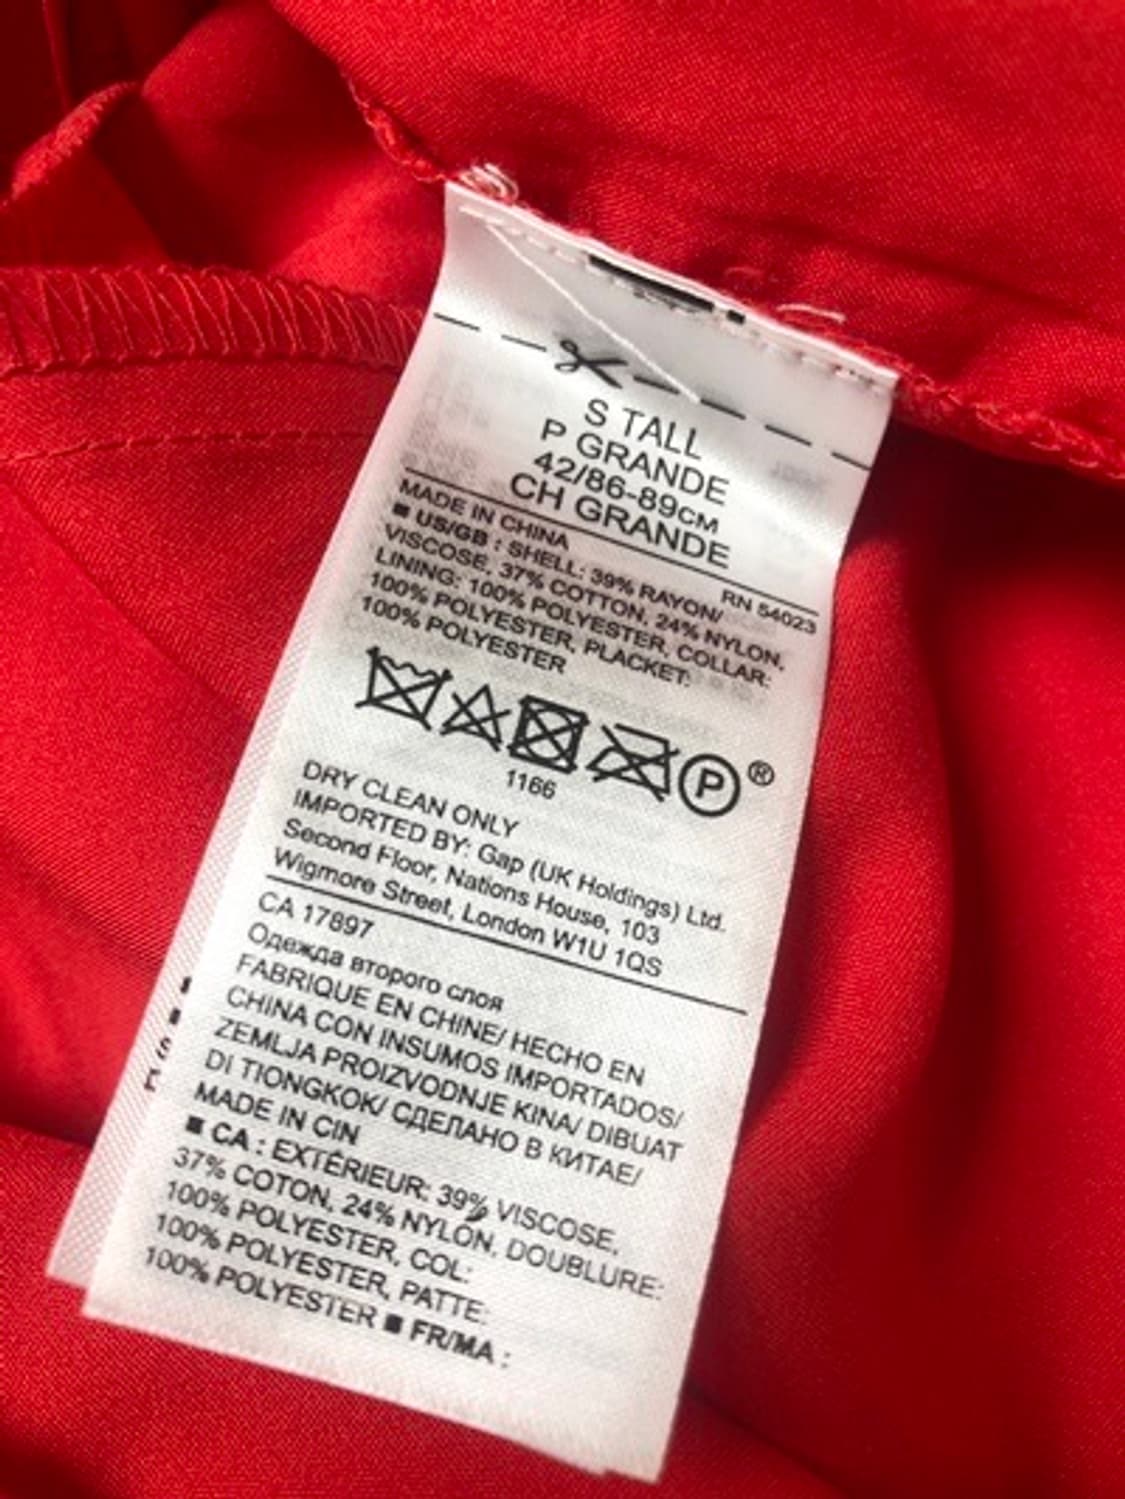 S TALL
P GRANDE
42/86-89CM
CH GRANDE
MADE IN CHINA
RN 54023
■ US/GB : SHELL: 39% RAYON/
VISCOSE, 37% COTTON, 24% NYLON,
LINING: 100% POLYESTER, COLLAR:
100% POLYESTER, PLACKET:
100% POLYESTER
P ®
1166
DRY CLEAN ONLY
IMPORTED BY: Gap (UK Holdings) Ltd.
Second Floor, Nations House, 103
Wigmore Street, London W1U 1QS
CA 17897
Одежда второго слоя
FABRIQUE EN CHINE/ HECHO EN
CHINA CON INSUMOS IMPORTADOS/
ZEMLJA PROIZVODNJE KINA/ DIBUAT
DI TIONGKOK/ СДЕЛАНО В КИТАЕ/
MADE IN CIN
■ CA : EXTÉRIEUR: 39% VISCOSE,
37% COTON, 24% NYLON, DOUBLURE:
100% POLYESTER, COL:
100% POLYESTER, PATTE:
100% POLYESTER ■ FR/MA :